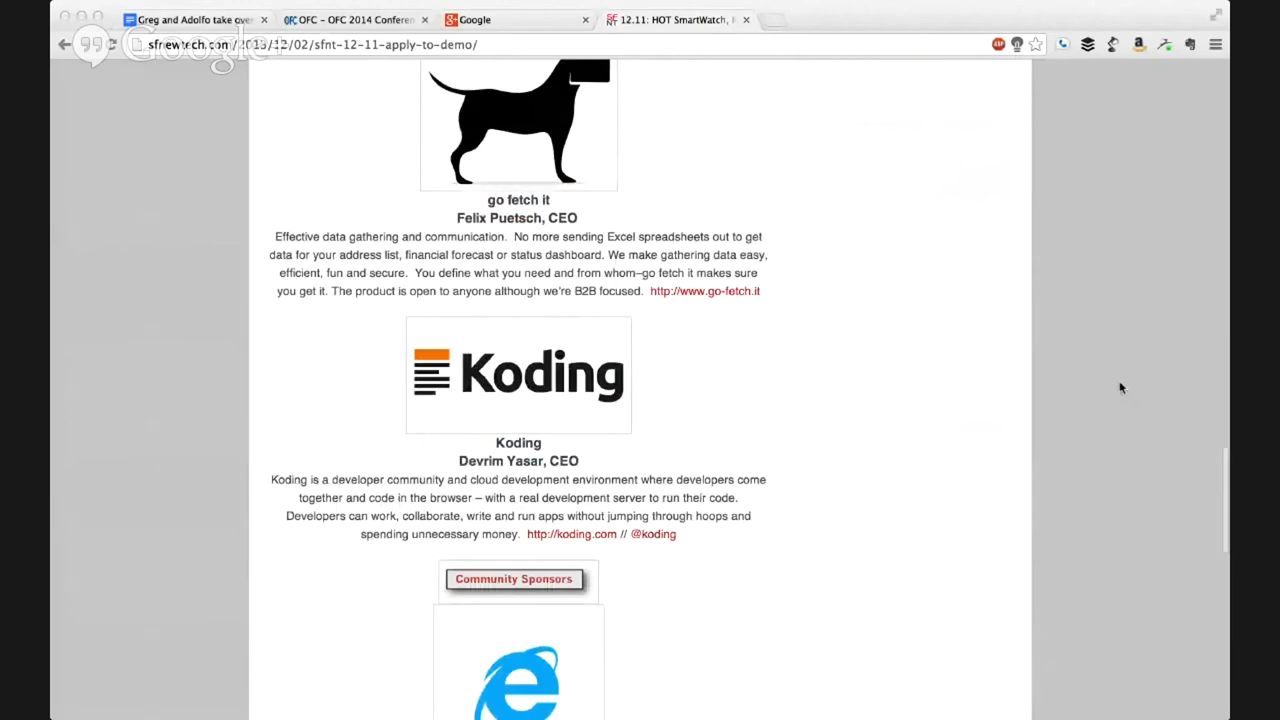 Greg and Adolfo take over
OFC OFC - OFC 2014 Conferen
Google
12.11: HOT SmartWatch,
sfnewtech.com/2013/12/02/sfnt-12-11-apply-to-demo/
Google+
go fetch it
Felix Puetsch, CEO
Effective data gathering and communication. No more sending Excel spreadsheets out to get
data for your address list, financial forecast or status dashboard. We make gathering data easy,
efficient, fun and secure. You define what you need and from whom–go fetch it makes sure
you get it. The product is open to anyone although we're B2B focused. http://www.go-fetch.it
Koding
Koding
Devrim Yasar, CEO
Koding is a developer community and cloud development environment where developers come
together and code in the browser – with a real development server to run their code.
Developers can work, collaborate, write and run apps without jumping through hoops and
spending unnecessary money. http://koding.com // @koding
Community Sponsors